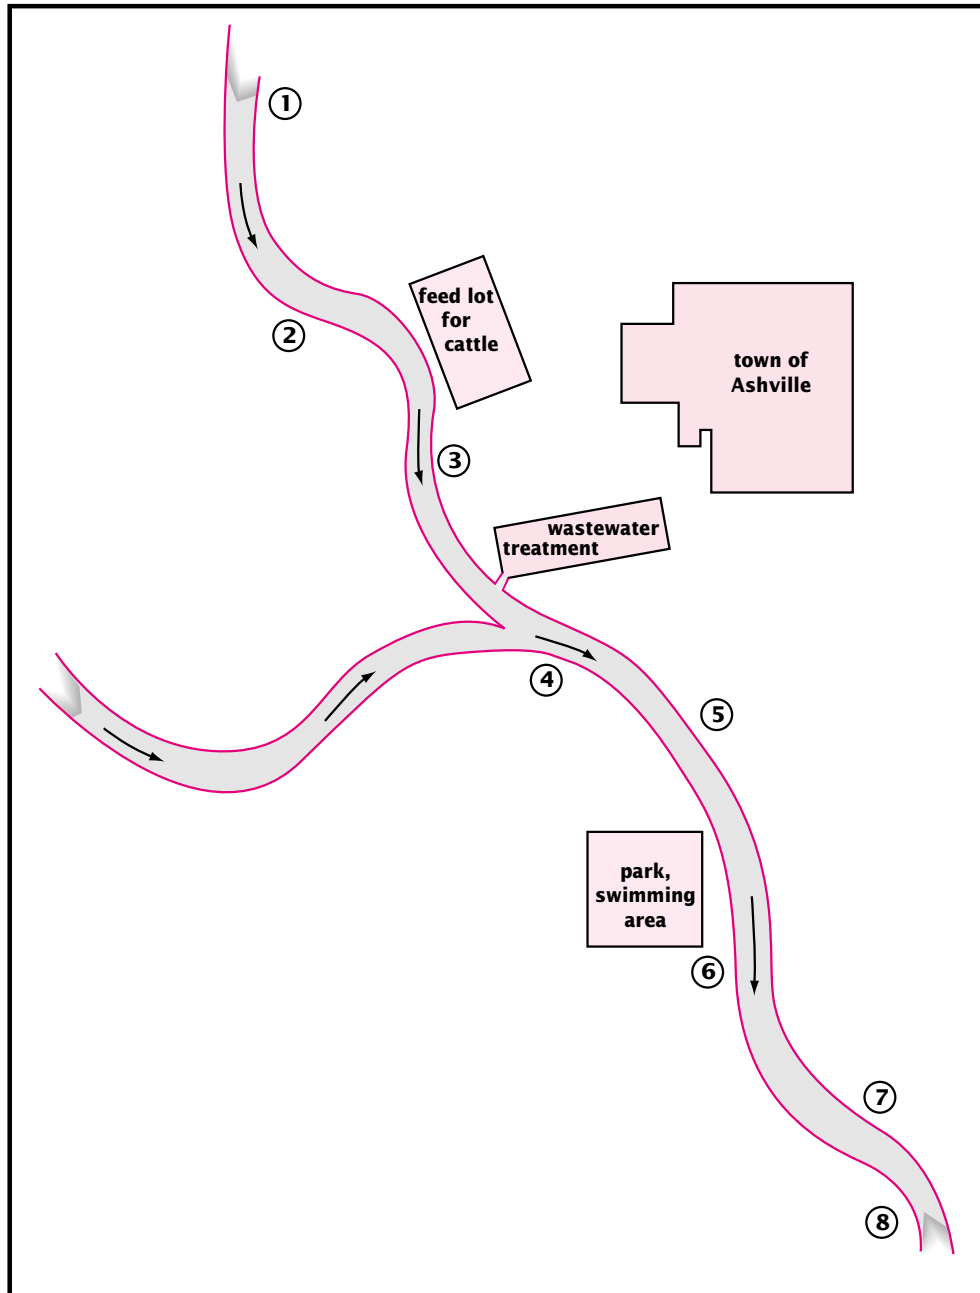 1
2
feed lot
for
cattle
town of
Ashville
3
wastewater
treatment
4
5
park,
swimming
area
6
7
8